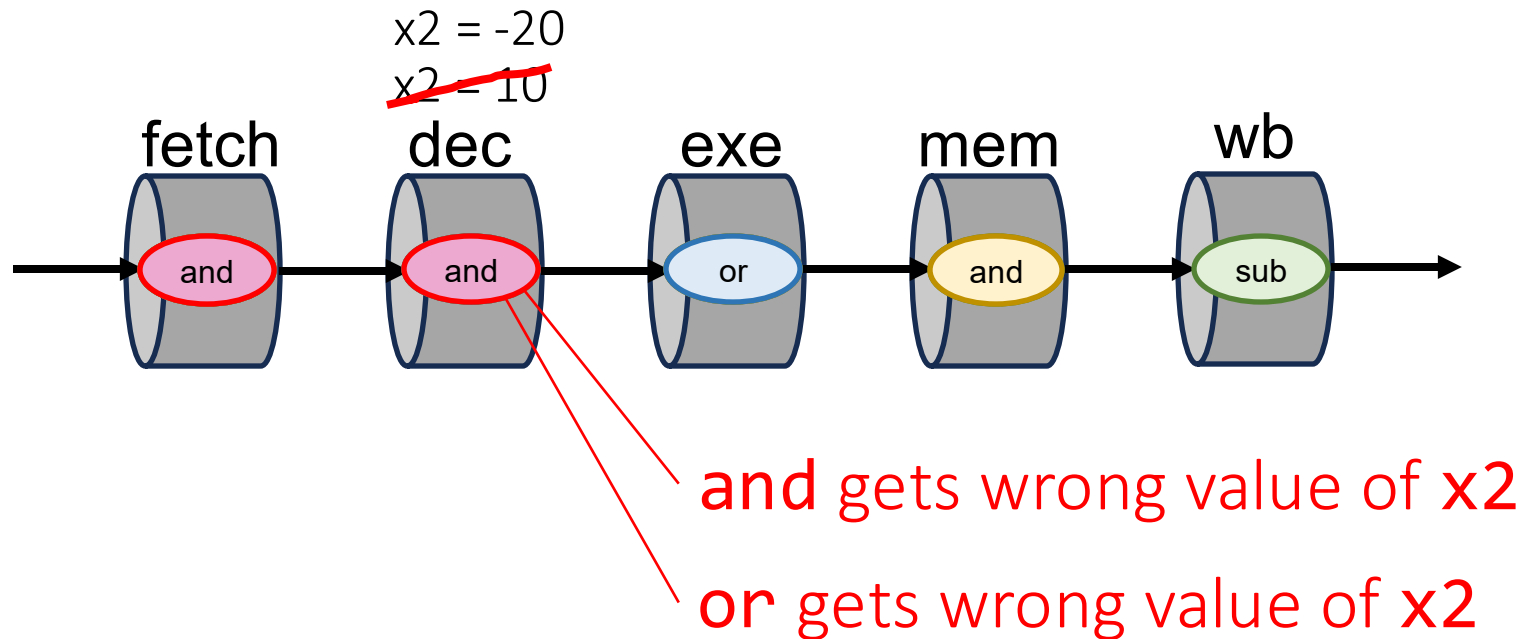 x2 = -20
x2 = 10
fetch dec exe mem wb
and and or and sub
and gets wrong value of x2
or gets wrong value of x2